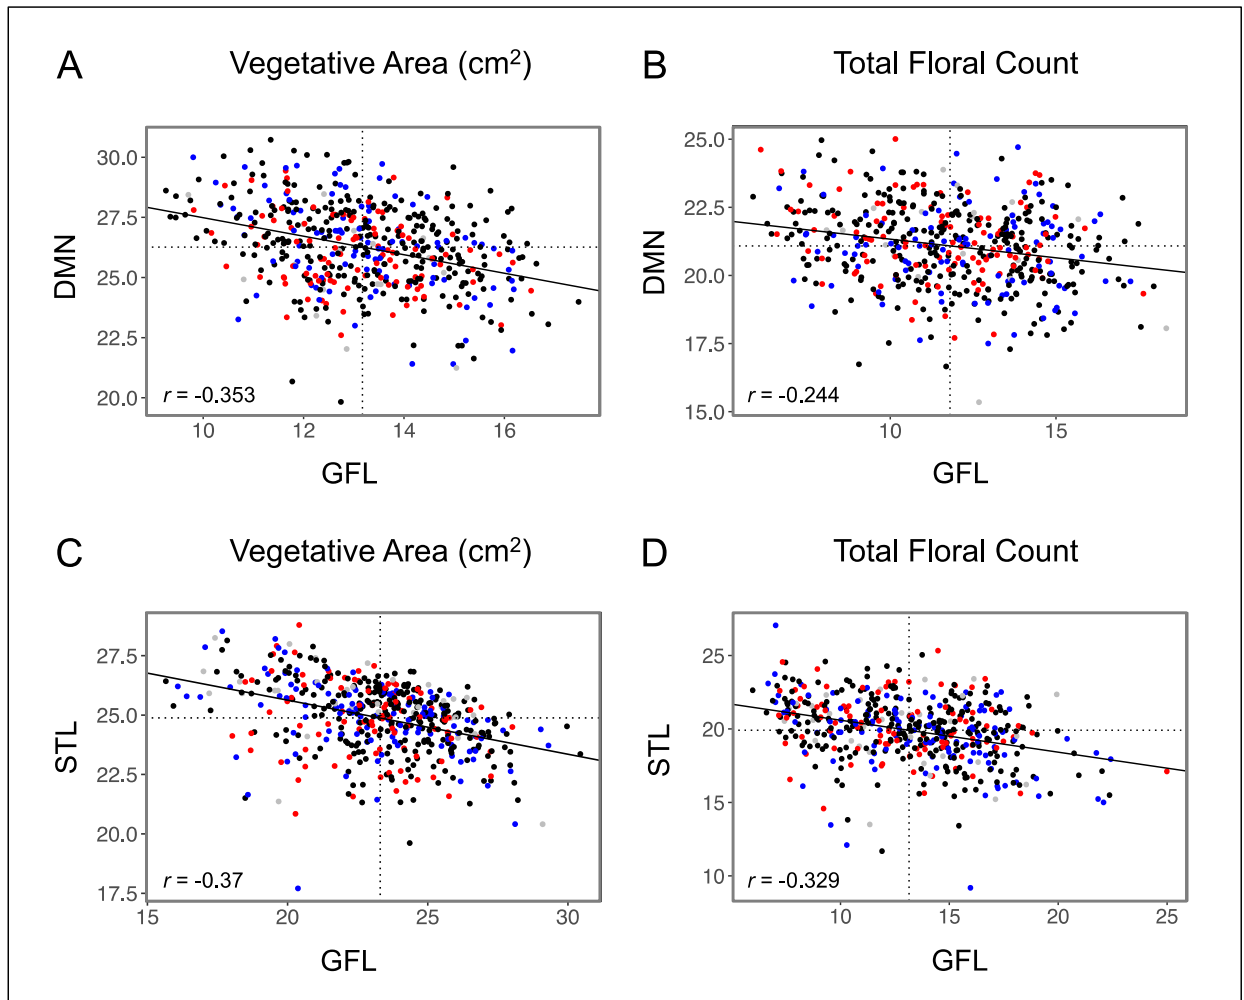 A Vegetative Area (cm²)
DMN
30.0
27.5
25.0
22.5
20.0
r = -0.353
10 12 14 16
GFL
B Total Floral Count
DMN
25.0
22.5
20.0
17.5
15.0
r = -0.244
10 15
GFL
C Vegetative Area (cm²)
STL
27.5
25.0
22.5
20.0
17.5
r = -0.37
15 20 25 30
GFL
D Total Floral Count
STL
25
20
15
10
r = -0.329
10 15 20 25
GFL